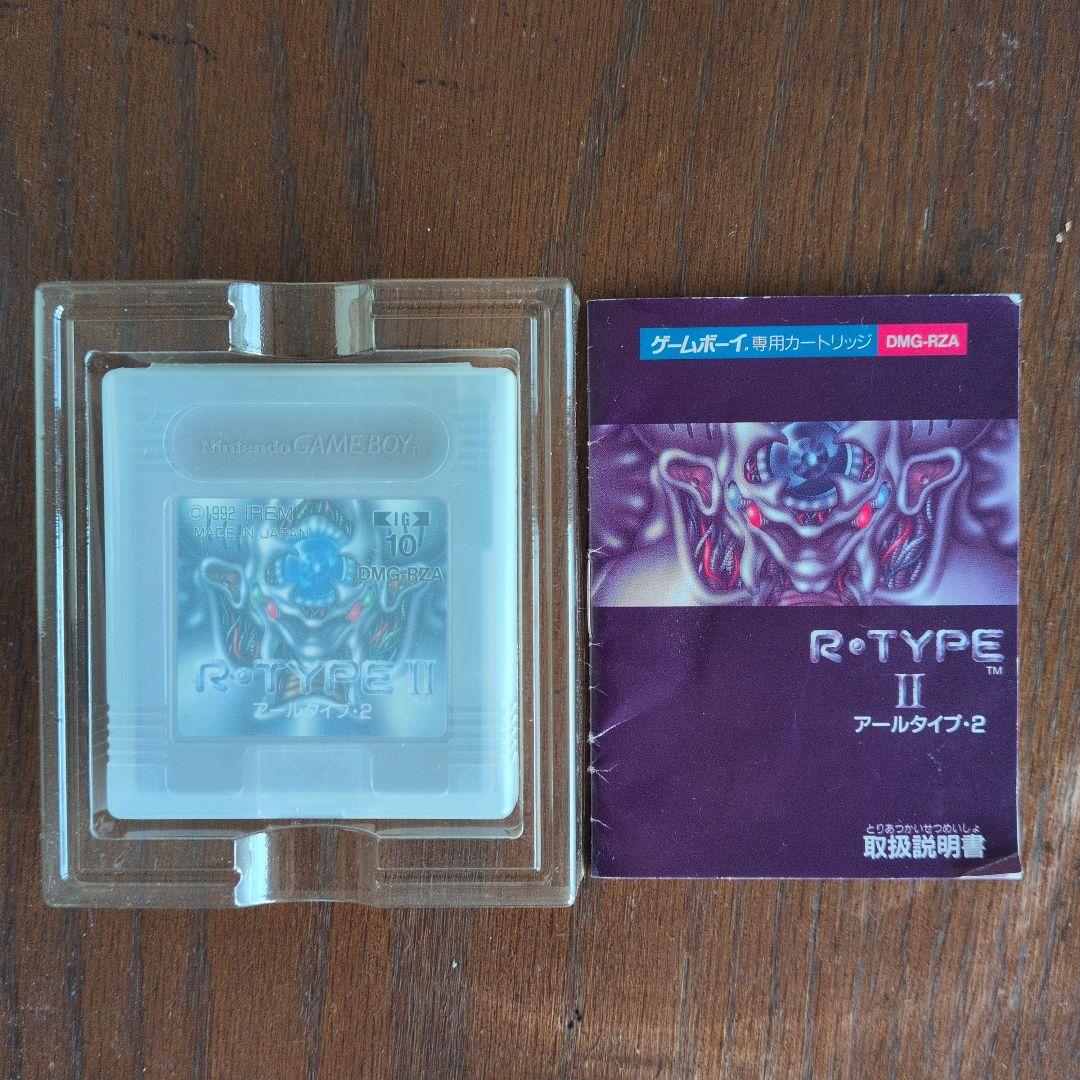 Nintendo GAME BOY™
©1992 IREM
MADE IN JAPAN
IG
10
DMG-RZA
R・TYPE II
™
アールタイプ・2
ゲームボーイ®専用カートリッジ DMG-RZA
R・TYPE
™
II
アールタイプ・2
とりあつかいせつめいしょ
取扱説明書